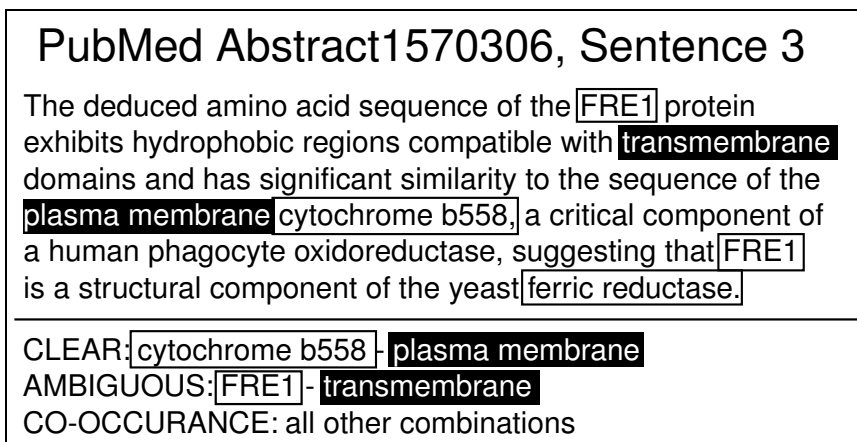 PubMed Abstract1570306, Sentence 3
The deduced amino acid sequence of the FRE1 protein
exhibits hydrophobic regions compatible with transmembrane
domains and has significant similarity to the sequence of the
plasma membrane cytochrome b558, a critical component of
a human phagocyte oxidoreductase, suggesting that FRE1
is a structural component of the yeast ferric reductase.
CLEAR: cytochrome b558 - plasma membrane
AMBIGUOUS: FRE1 - transmembrane
CO-OCCURANCE: all other combinations